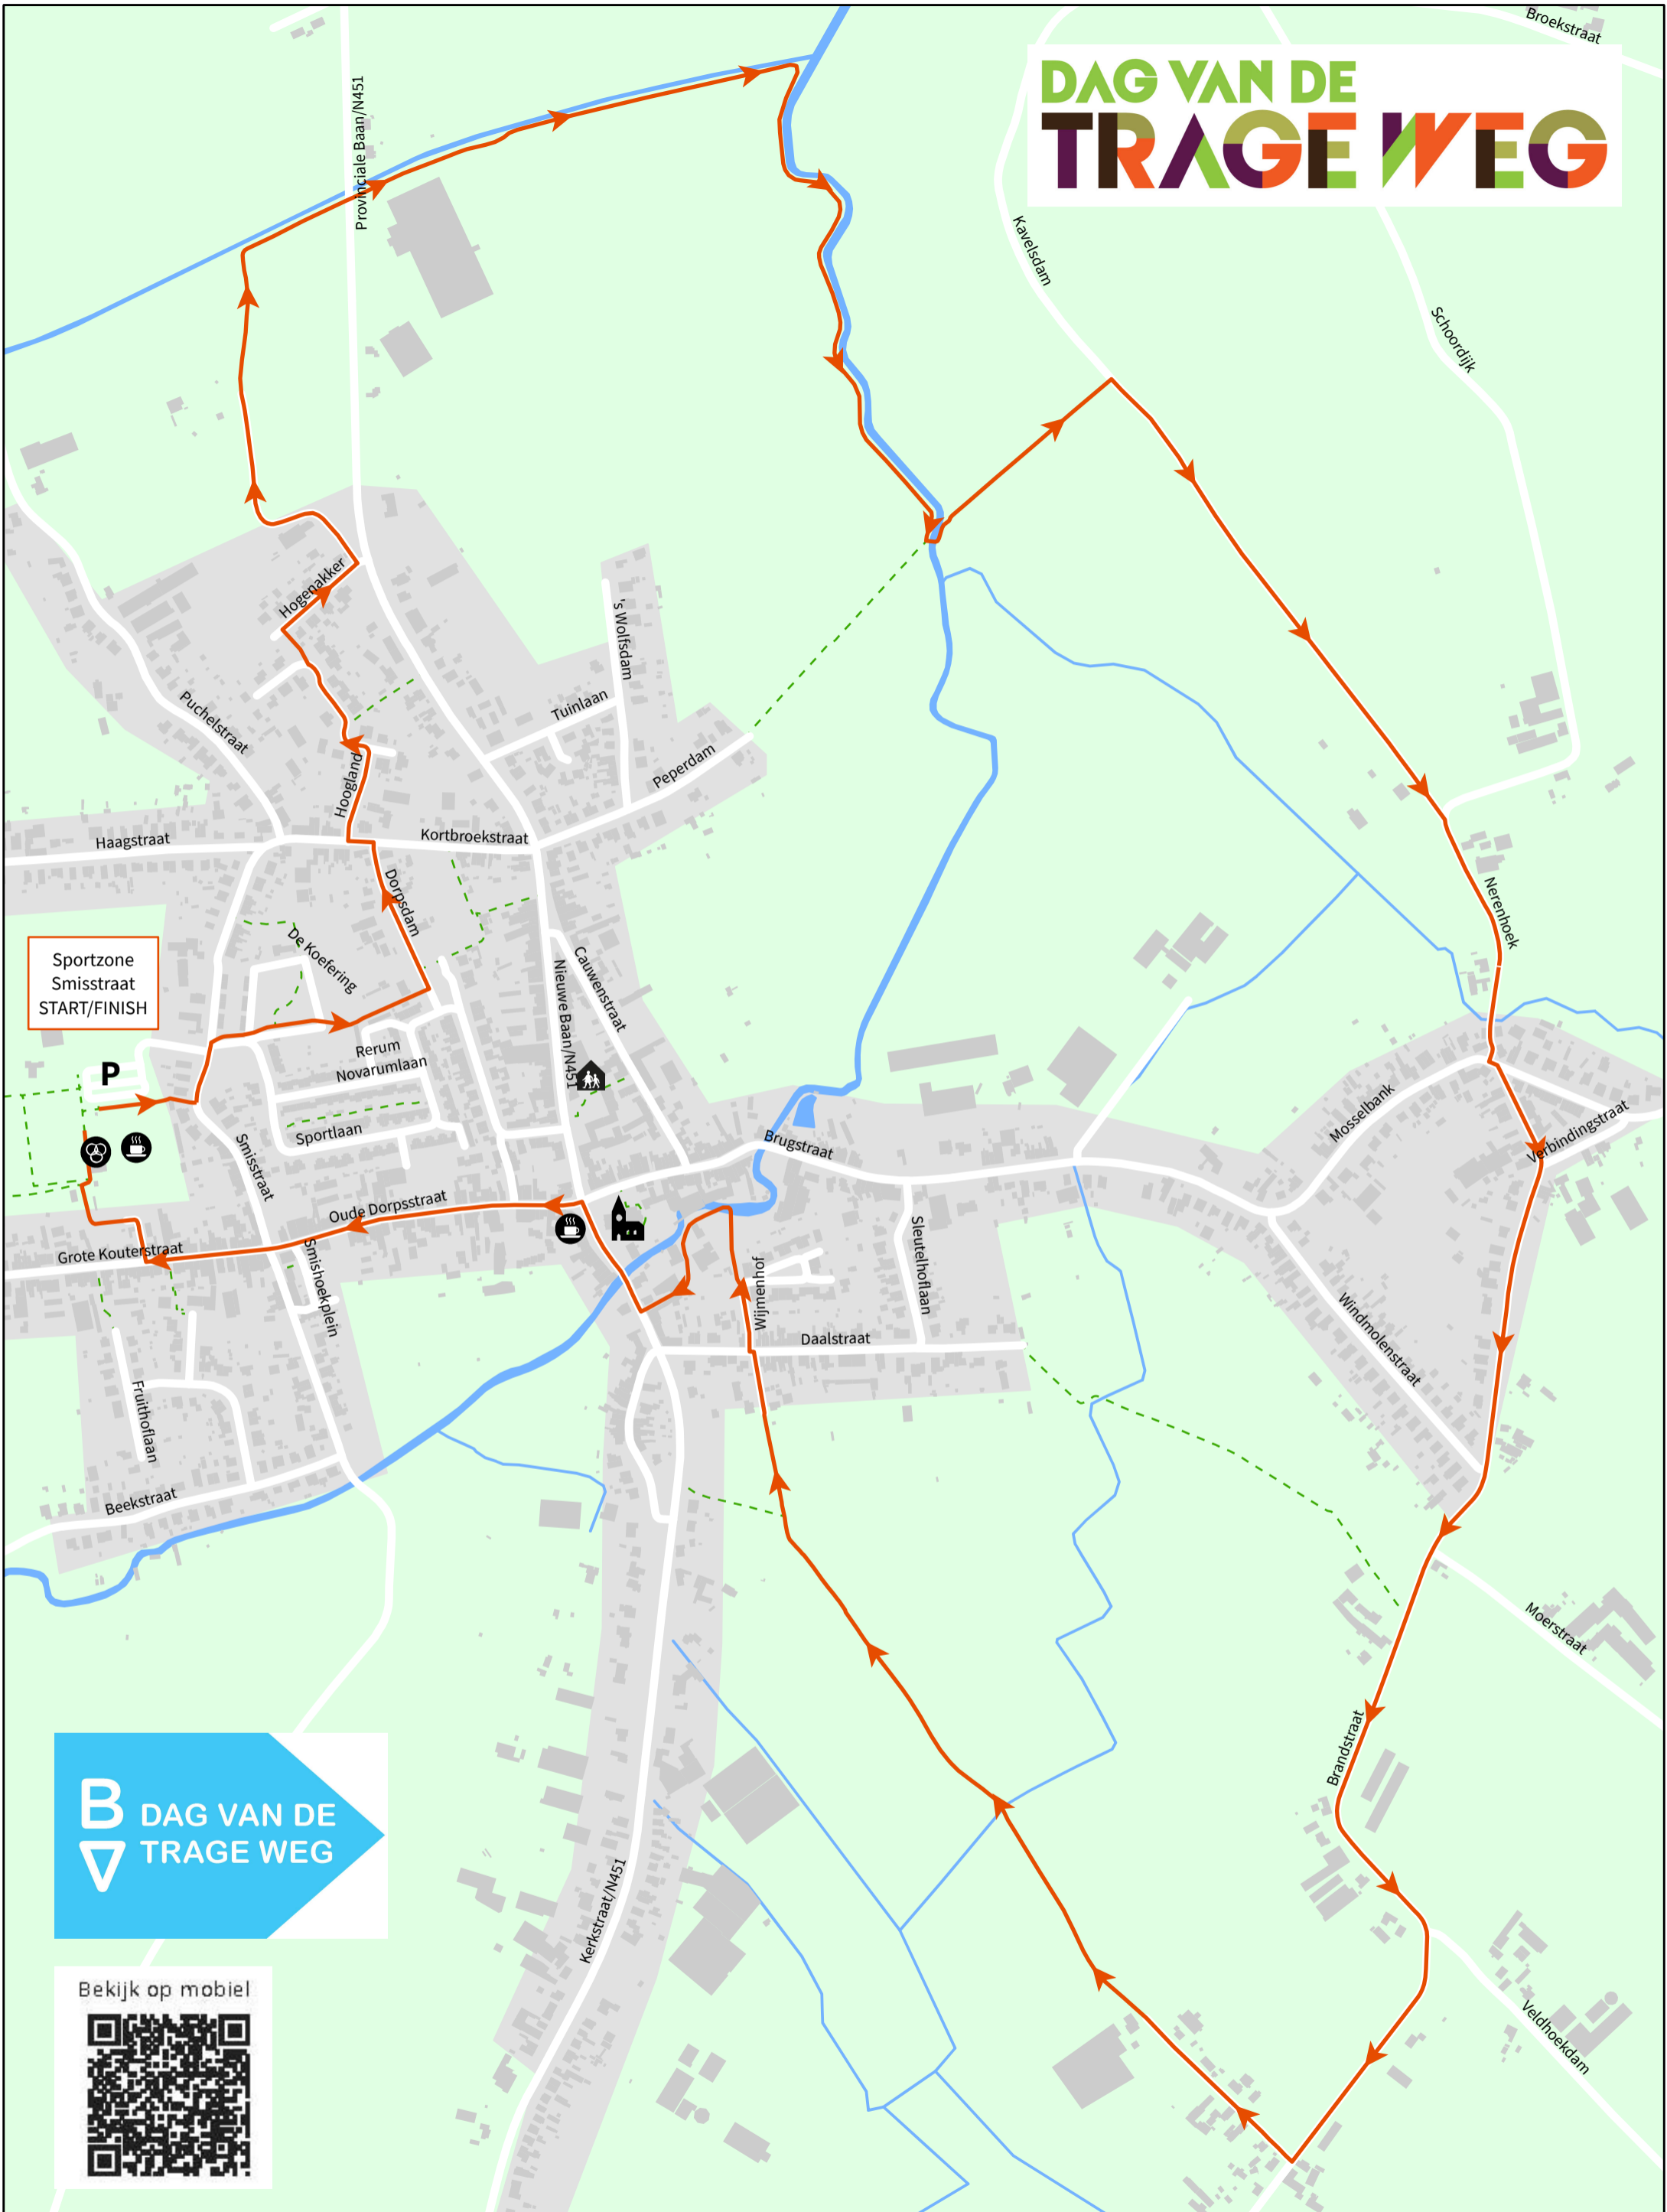 Broekstraat
DAG VAN DE
TRAGE WEG
Provinciale Baan/N451
Kavelsdam
Schoordijk
Hogenakker
's Wolfsdam
Puchelstraat
Tuinlaan
Peperdam
Hoogland
Haagstraat
Kortbroekstraat
Dorpsdam
Nerenhoek
De Koefering
Cauwenstraat
Nieuwe Baan/N451
Sportzone
Smisstraat
START/FINISH
P
Rerum
Novarumlaan
Sportlaan
Smisstraat
Mosselbank
Verbindingstraat
Brugstraat
Oude Dorpsstraat
Grote Kouterstraat
Smishoekplein
Sleutelhoflaan
Wijmenhof
Daalstraat
Windmolenstraat
Fruithoflaan
Beekstraat
Moerstraat
Brandstraat
B DAG VAN DE
TRAGE WEG
Kerkstraat/N451
Bekijk op mobiel
Veldhoekdam